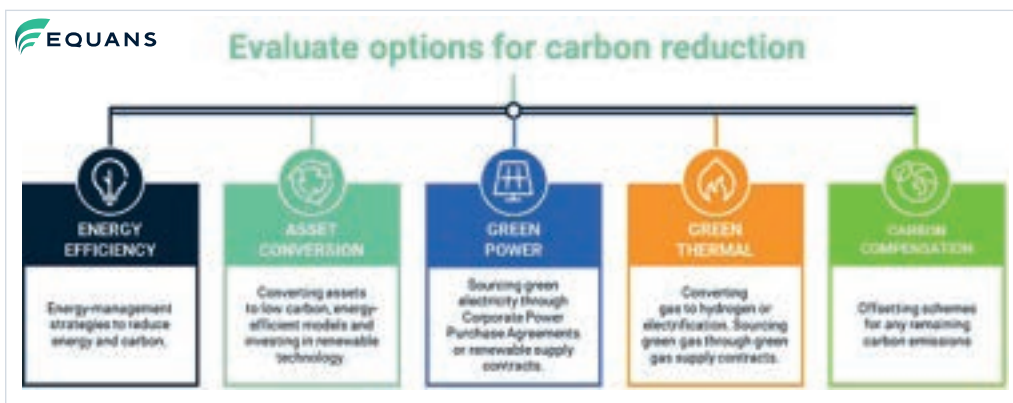 EQUANS
Evaluate options for carbon reduction
ENERGY
EFFICIENCY
Energy-management
strategies to reduce
energy and carbon.
ASSET
CONVERSION
Converting assets
to low carbon, energy-
efficient models and
investing in renewable
technology.
GREEN
POWER
Sourcing green
electricity through
Corporate Power
Purchase Agreements
or renewable supply
contracts.
GREEN
THERMAL
Converting
gas to hydrogen or
electrification. Sourcing
green gas through green
gas supply contracts.
CARBON
COMPENSATION
Offsetting schemes
for any remaining
carbon emissions